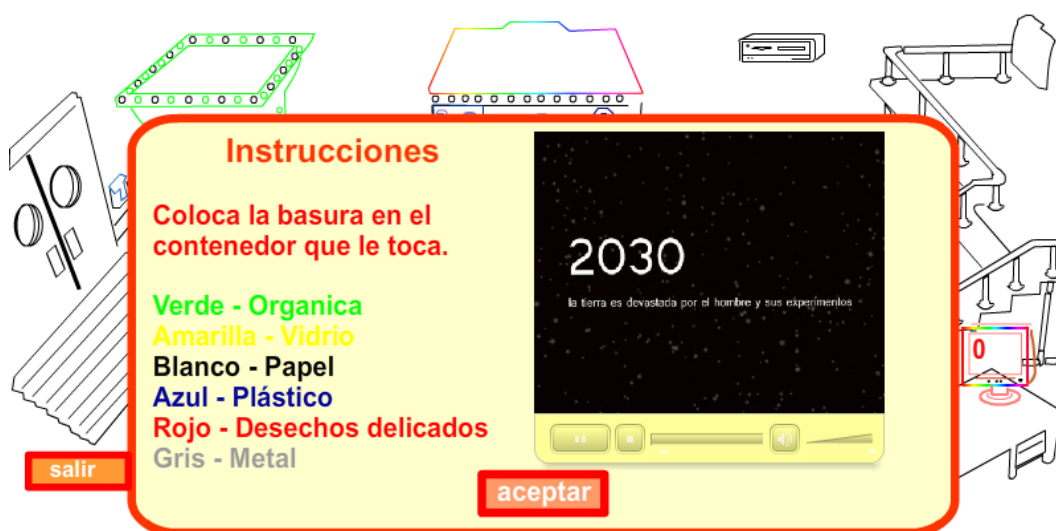 Instrucciones
Coloca la basura en el
contenedor que le toca.
Verde - Organica
Amarilla - Vidrio
Blanco - Papel
Azul - Plástico
Rojo - Desechos delicados
Gris - Metal
2030
la tierra es devastada por el hombre y sus experimentos
0
salir
aceptar